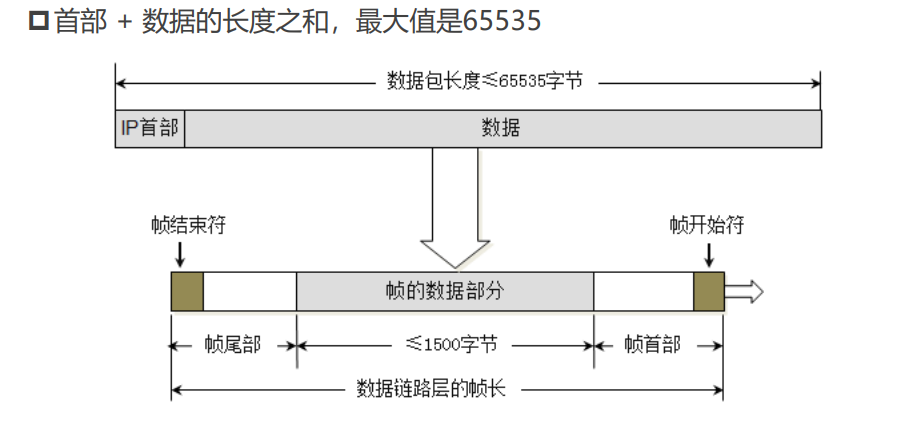 首部 + 数据的长度之和，最大值是65535
数据包长度≤65535字节
IP首部 数据
帧结束符 帧开始符
帧的数据部分
帧尾部 ≤1500字节 帧首部
数据链路层的帧长